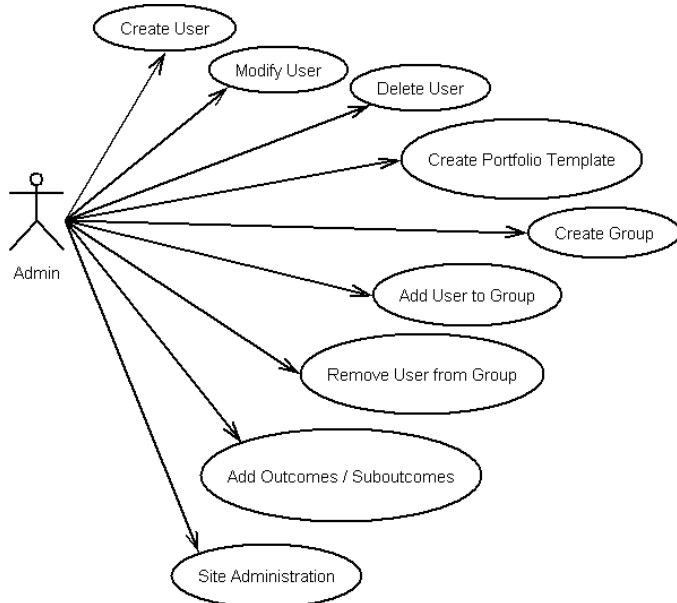 Create User
Modify User
Delete User
Create Portfolio Template
Create Group
Admin
Add User to Group
Remove User from Group
Add Outcomes / Suboutcomes
Site Administration